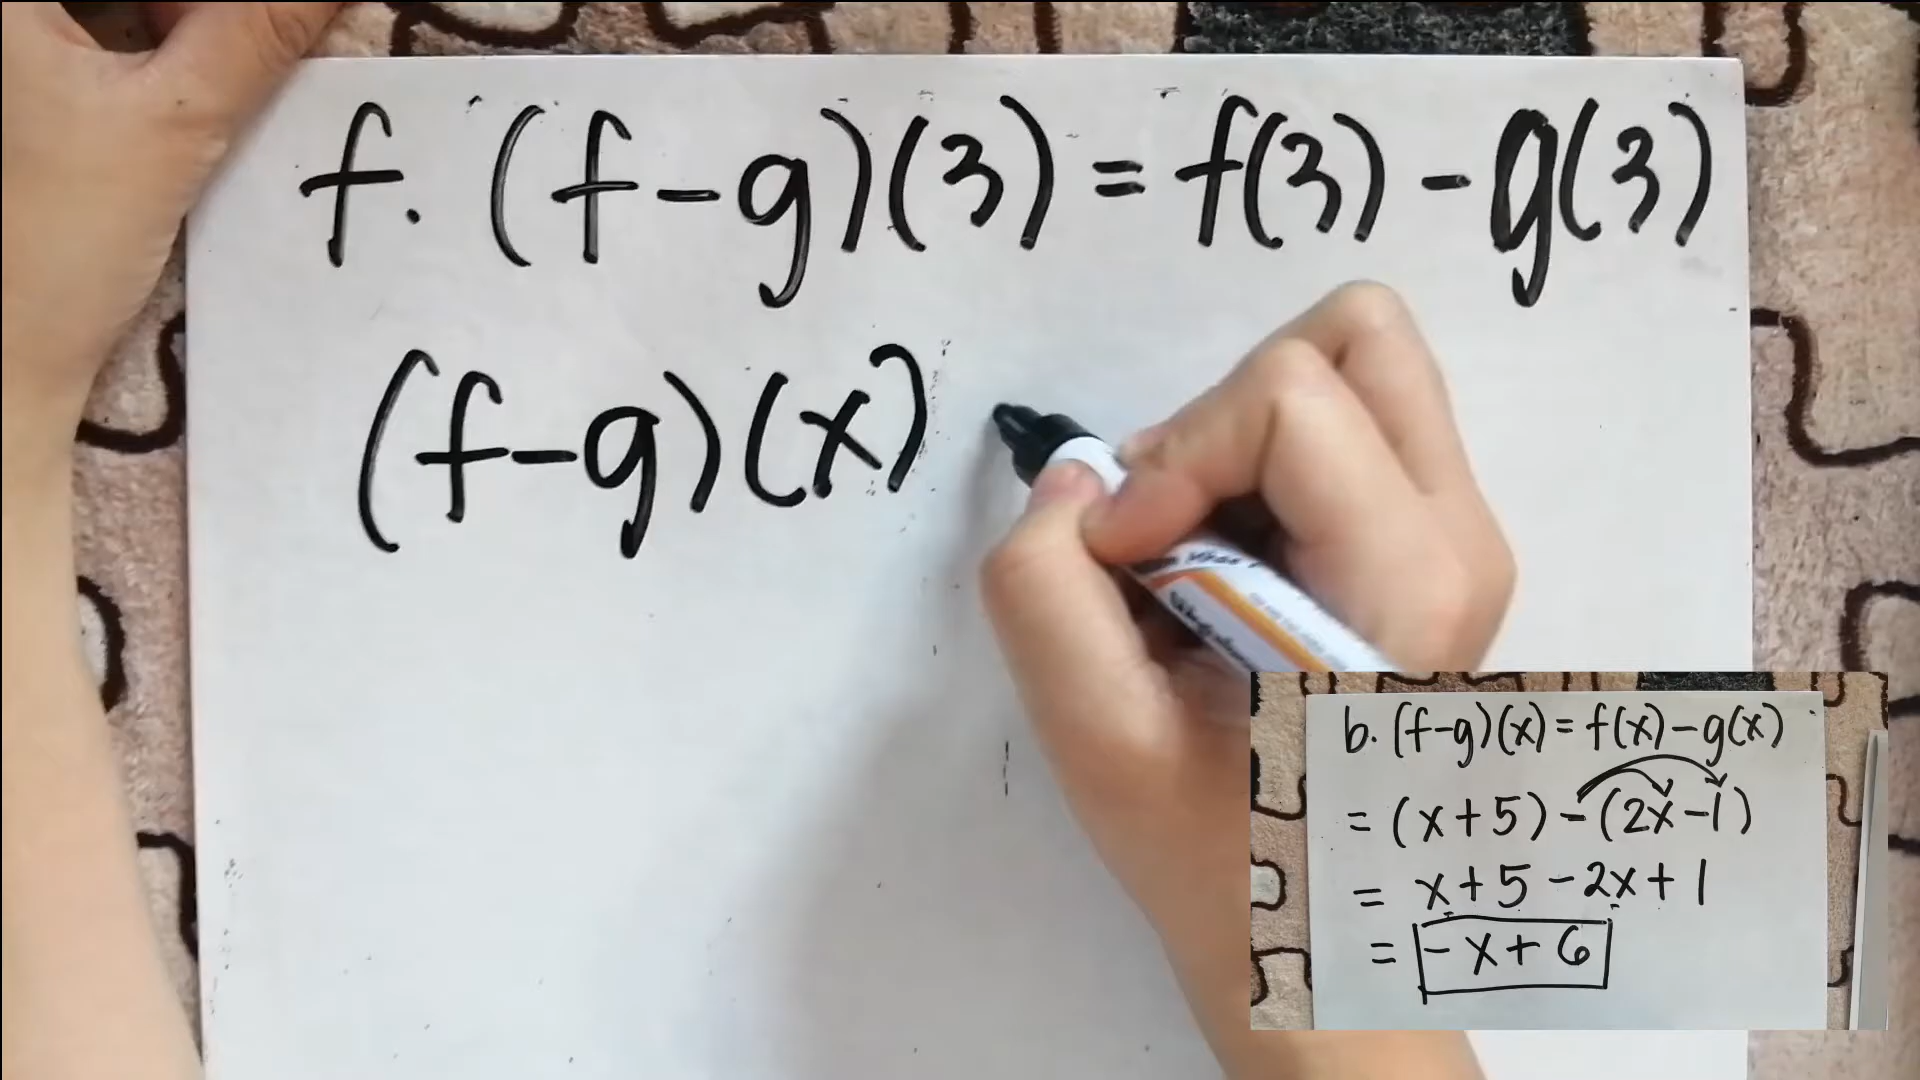 f. (f-g)(3) = f(3) - g(3)
(f-g)(x)
b. (f-g)(x) = f(x) - g(x)
= (x+5) - (2x-1)
= x+5-2x+1
= -x+6